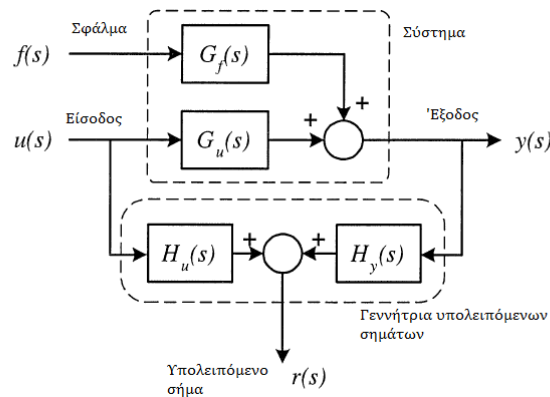 Σφάλμα
Σύστημα
f(s)
G_f(s)
+
Είσοδος
+
Έξοδος
u(s)
G_u(s)
y(s)
H_u(s)
+
+
H_y(s)
Γεννήτρια υπολειπόμενων
σημάτων
Υπολειπόμενο
σήμα
r(s)